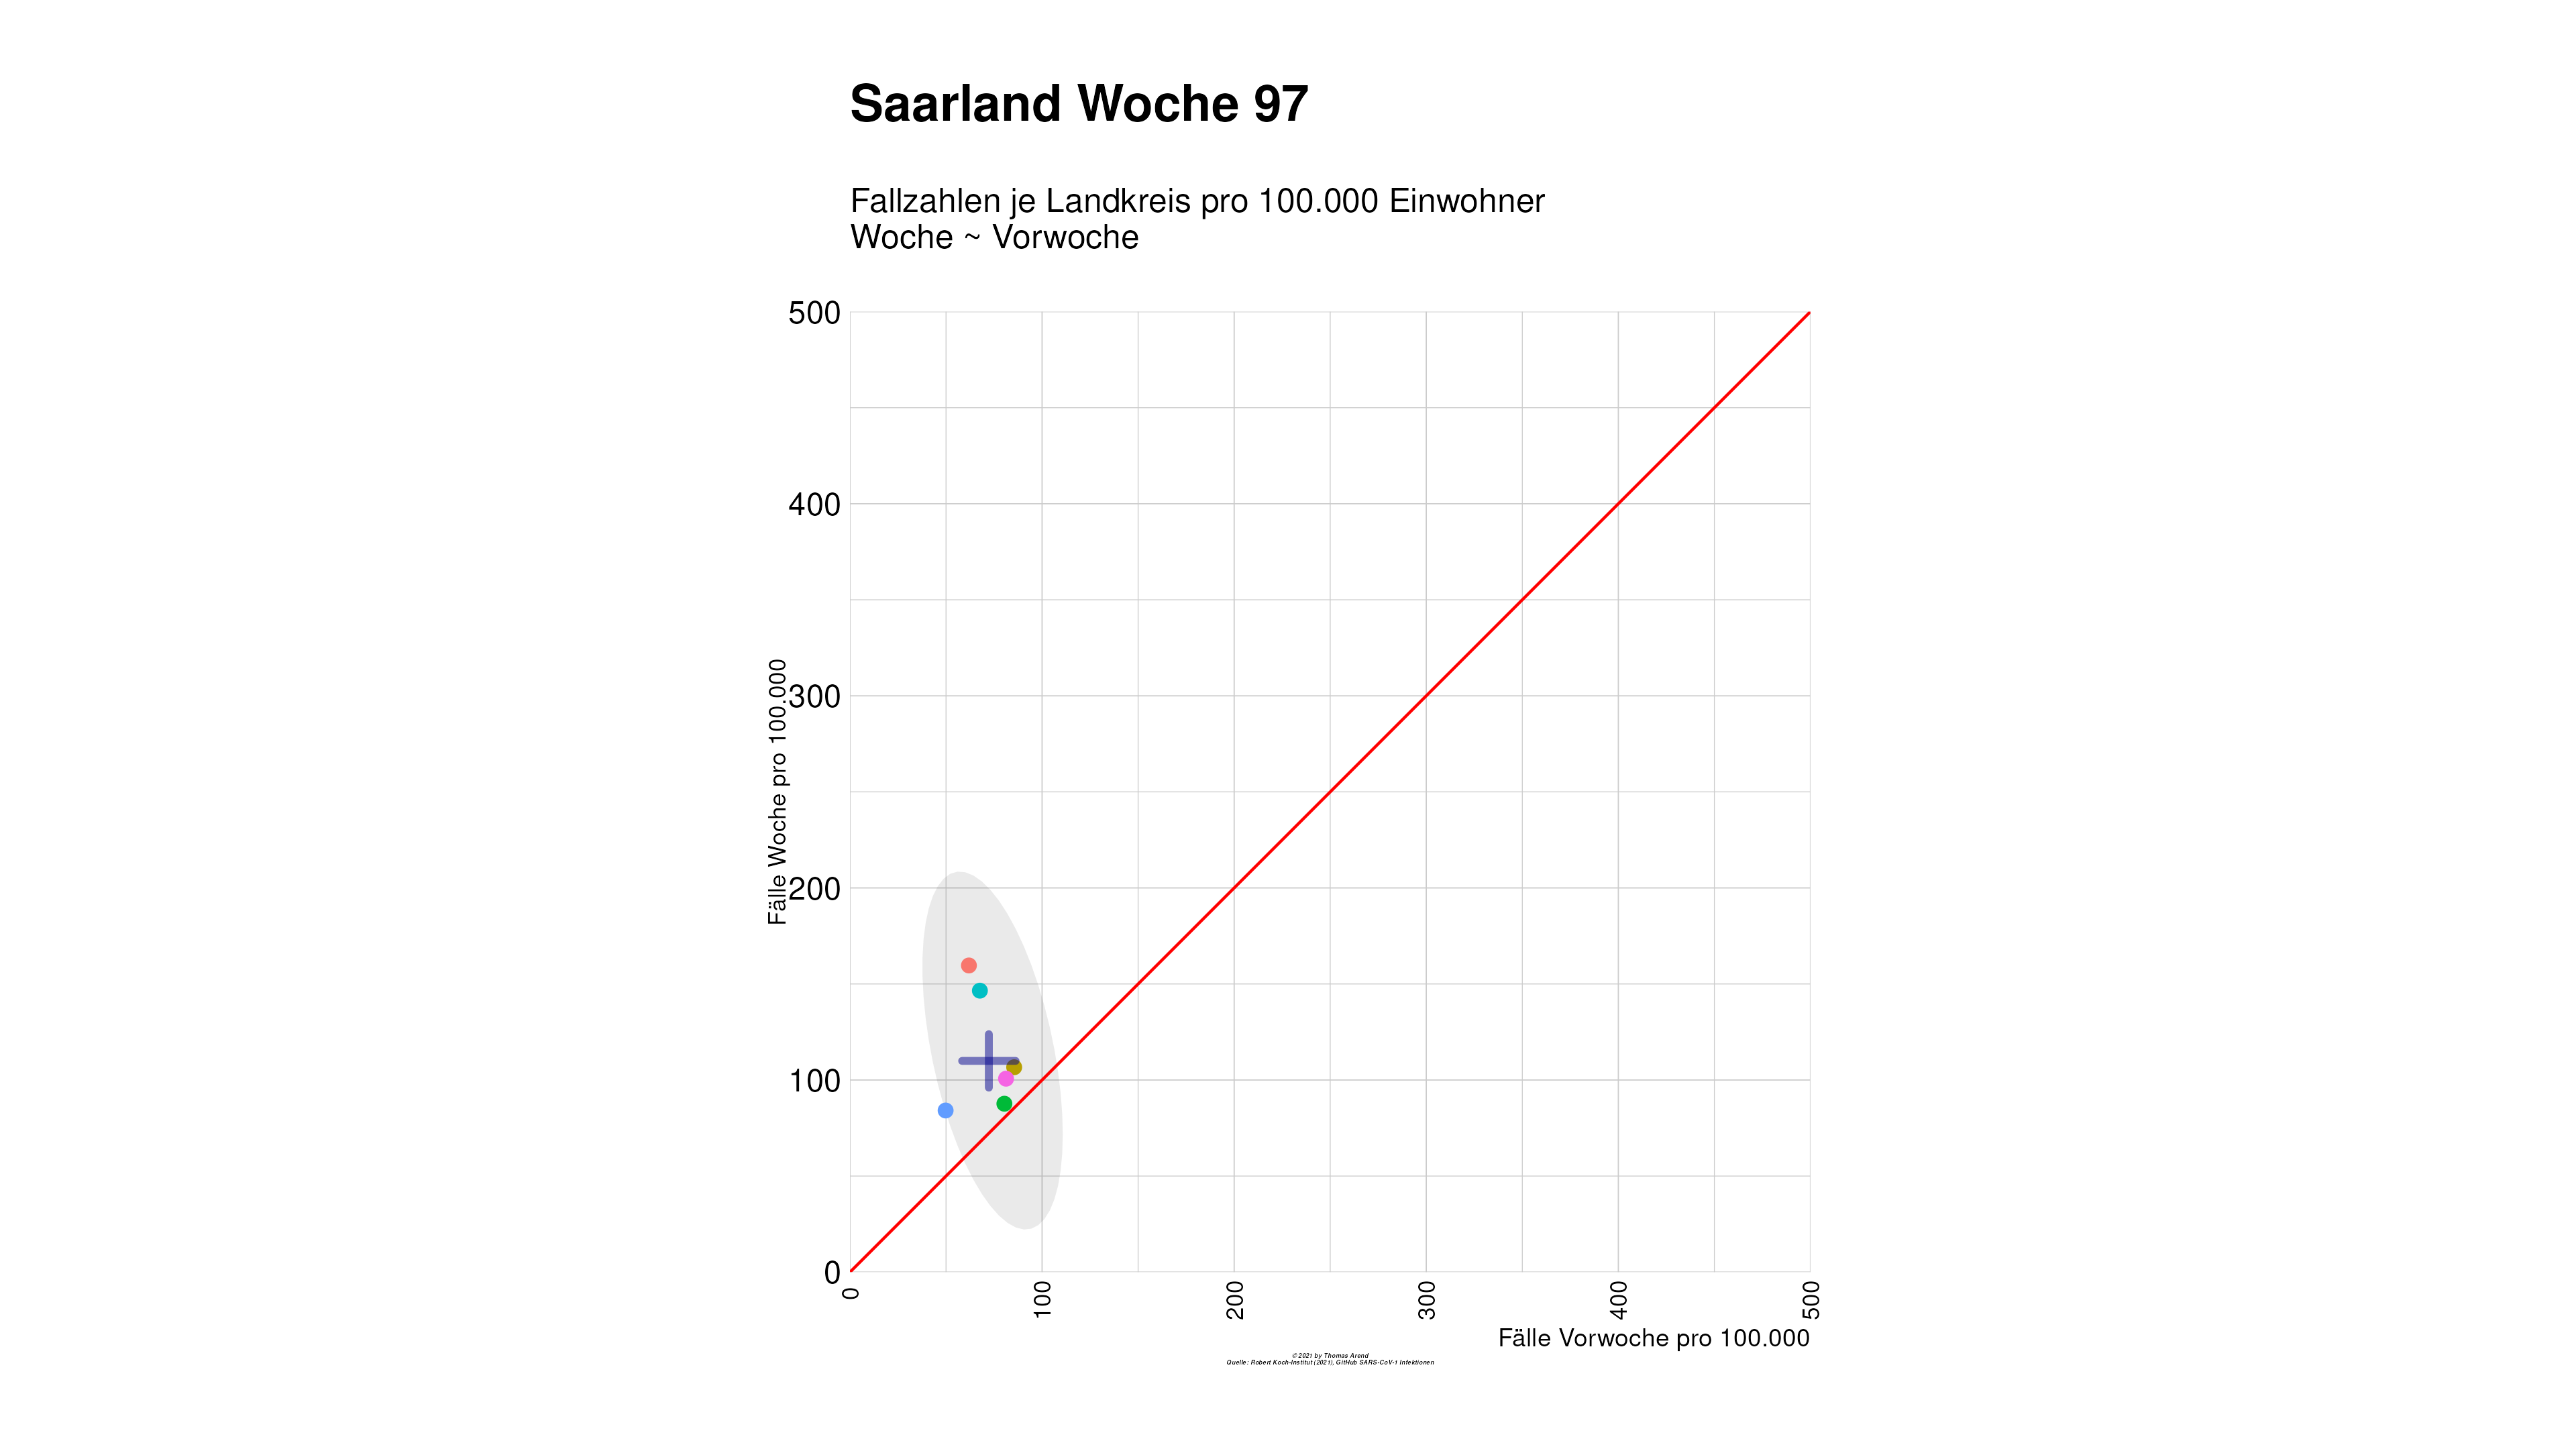 Saarland Woche 97
Fallzahlen je Landkreis pro 100.000 Einwohner
Woche ~ Vorwoche
500
400
300
200
100
0
Fälle Woche pro 100.000
0
100
200
300
400
500
Fälle Vorwoche pro 100.000
© 2021 by Thomas Arend
Quelle: Robert Koch-Institut (2021), GitHub SARS-CoV-1 Infektionen